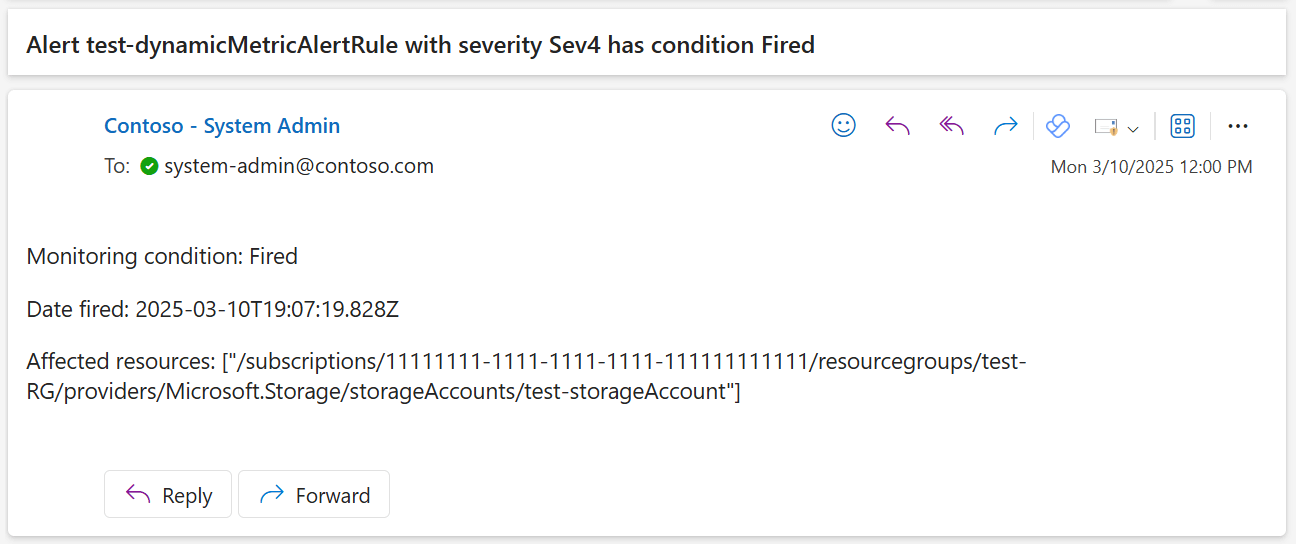 Alert test-dynamicMetricAlertRule with severity Sev4 has condition Fired
Contoso - System Admin
To: system-admin@contoso.com
Mon 3/10/2025 12:00 PM
Monitoring condition: Fired
Date fired: 2025-03-10T19:07:19.828Z
Affected resources: ["/subscriptions/11111111-1111-1111-1111-111111111111/resourcegroups/test-
RG/providers/Microsoft.Storage/storageAccounts/test-storageAccount"]
Reply
Forward